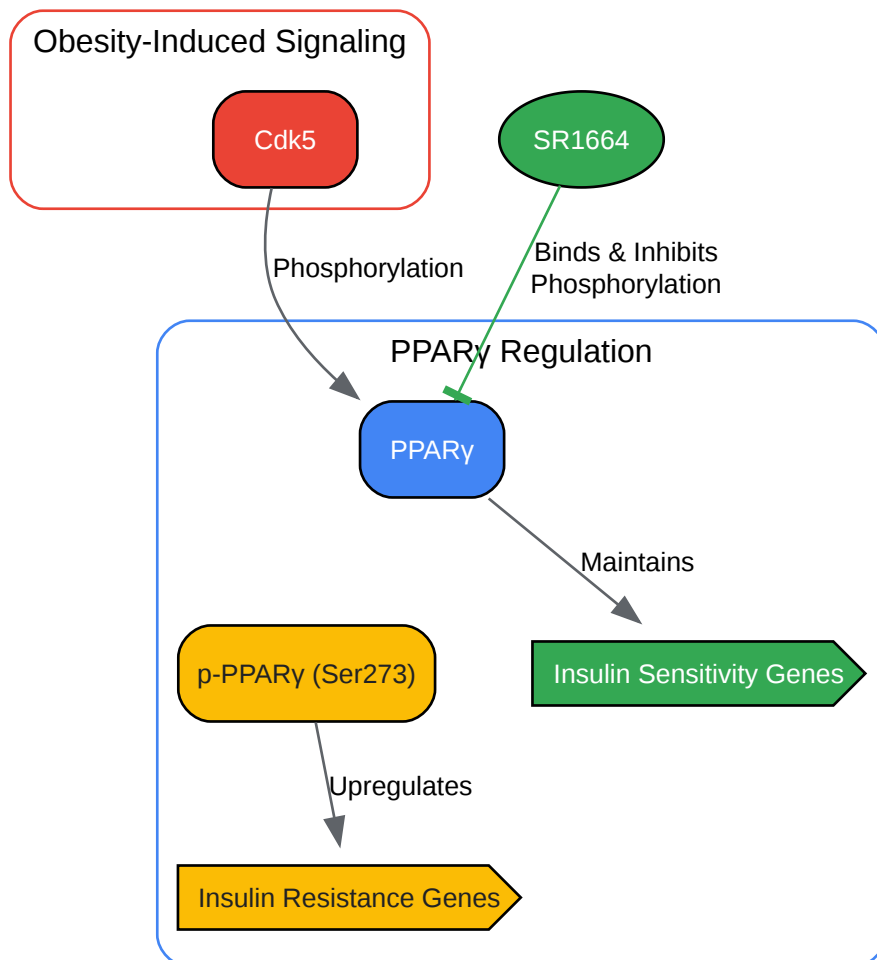 Obesity-Induced Signaling
Cdk5
SR1664
Phosphorylation
Binds & Inhibits
Phosphorylation
PPARγ Regulation
PPARγ
Maintains
p-PPARγ (Ser273)
Insulin Sensitivity Genes
Upregulates
Insulin Resistance Genes